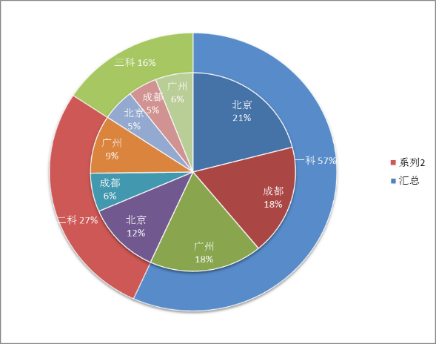 三科 16%
广州
6%
成都
5%
北京
5%
北京
21%
广州
9%
一科 57%
系列2
汇总
成都
6%
成都
18%
二科 27%
北京
12%
广州
18%